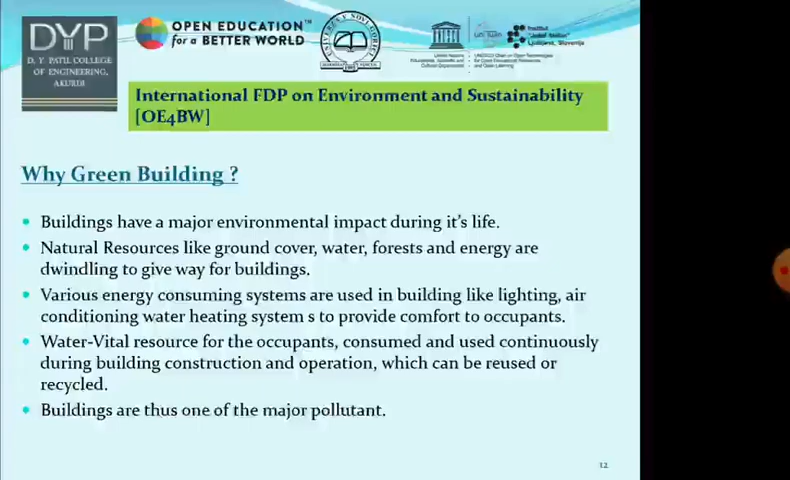 DYP
D. Y. PATIL COLLEGE
OF ENGINEERING,
AKURDI
OPEN EDUCATION™
for a BETTER WORLD
International FDP on Environment and Sustainability
[OE4BW]
Why Green Building ?
Buildings have a major environmental impact during it's life.
Natural Resources like ground cover, water, forests and energy are
dwindling to give way for buildings.
Various energy consuming systems are used in building like lighting, air
conditioning water heating system s to provide comfort to occupants.
Water-Vital resource for the occupants, consumed and used continuously
during building construction and operation, which can be reused or
recycled.
Buildings are thus one of the major pollutant.
12